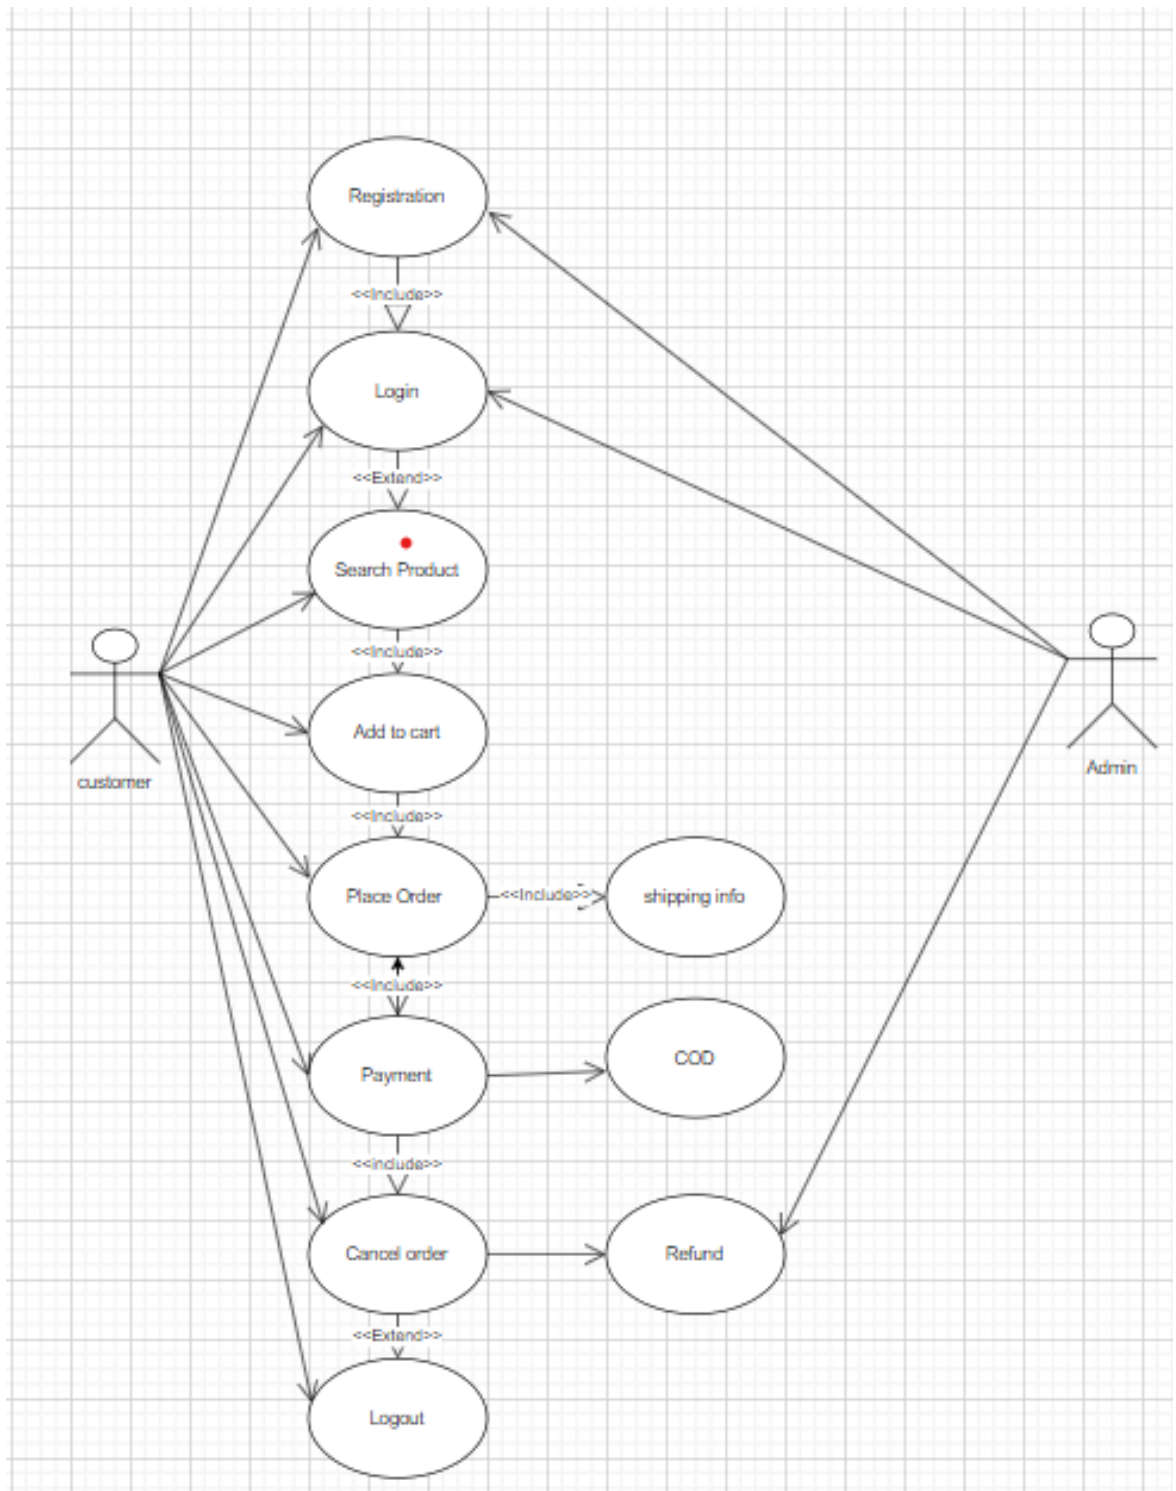 Registration
<<Include>>
Login
<<Extend>>
Search Product
<<Include>>
Add to cart
customer
Admin
<<Include>>
Place Order
<<Include>>
shipping info
<<Include>>
COD
Payment
<<include>>
Cancel order
Refund
<<Extend>>
Logout